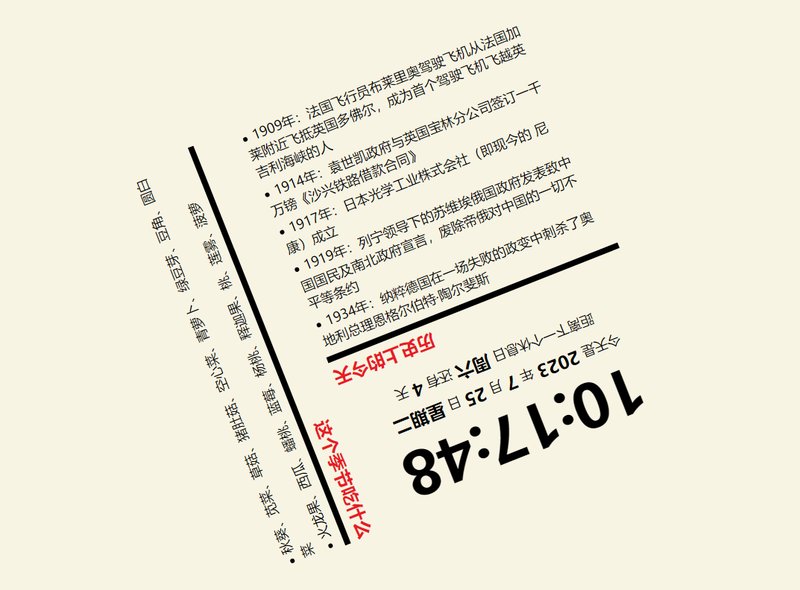 10:17:48
今天是 2023 年 7 月 25 日 星期二
距离下一个休息日 周六 还有 4 天
历史上的今天
• 1909年：法国飞行员布莱里奥驾驶飞机从法国加
莱附近飞抵英国多佛尔，成为首个驾驶飞机飞越英
吉利海峡的人
• 1914年：袁世凯政府与英国宝林分公司签订一千
万镑《沙兴铁路借款合同》
• 1917年：日本光学工业株式会社（即现今的 尼
康）成立
• 1919年：列宁领导下的苏维埃俄国政府发表致中
国国民及南北政府宣言，废除帝俄对中国的一切不
平等条约
• 1934年：纳粹德国在一场失败的政变中刺杀了奥
地利总理恩格尔伯特·陶尔斐斯
这个季节吃什么
• 秋葵、苋菜、草菇、猪肚菇、空心菜、青萝卜、绿豆芽、豆角、圆白
菜
• 火龙果、西瓜、蟠桃、蓝莓、杨桃、释迦果、桃、莲雾、菠萝